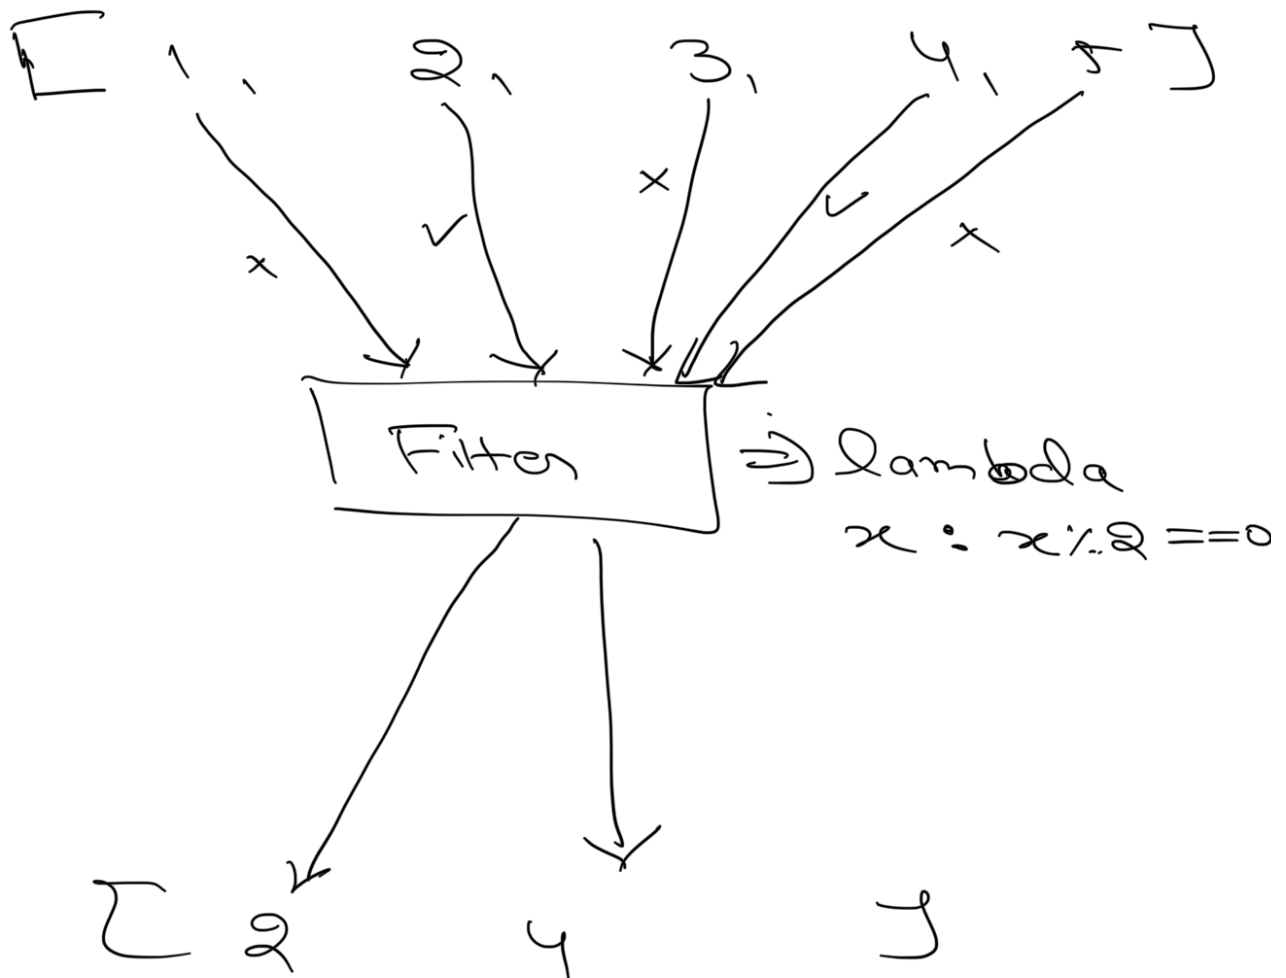 [ 1, 2, 3, 4, 5 ]
x ✓ x ✓ x
Filter ⇒ lambda
x : x%2 ==0
[ 2 4 ]